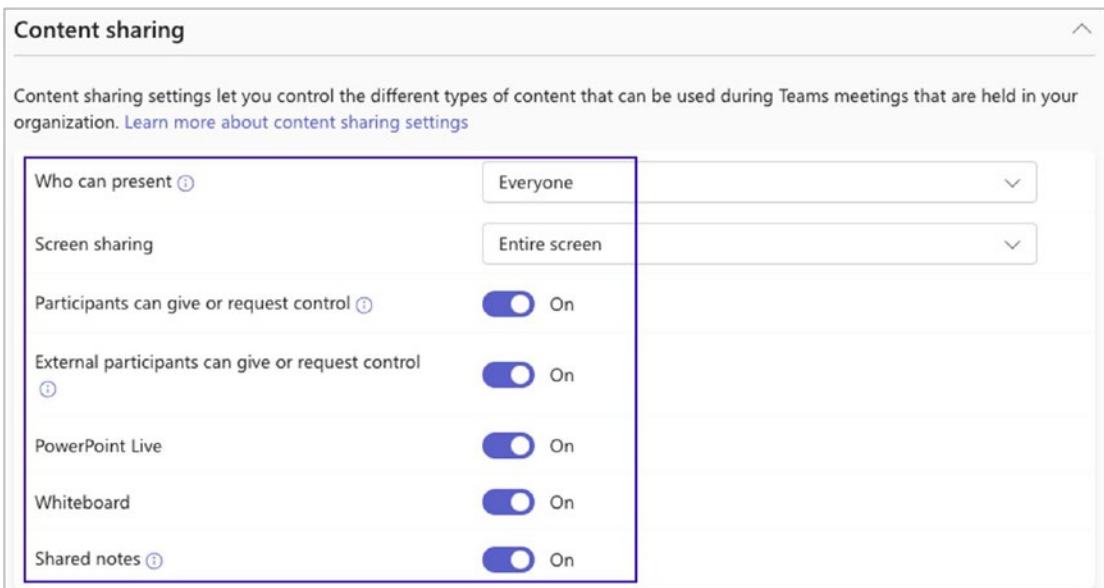 Content sharing
Content sharing settings let you control the different types of content that can be used during Teams meetings that are held in your
organization. Learn more about content sharing settings
Who can present
Everyone
Screen sharing
Entire screen
Participants can give or request control
On
External participants can give or request control
On
PowerPoint Live
On
Whiteboard
On
Shared notes
On